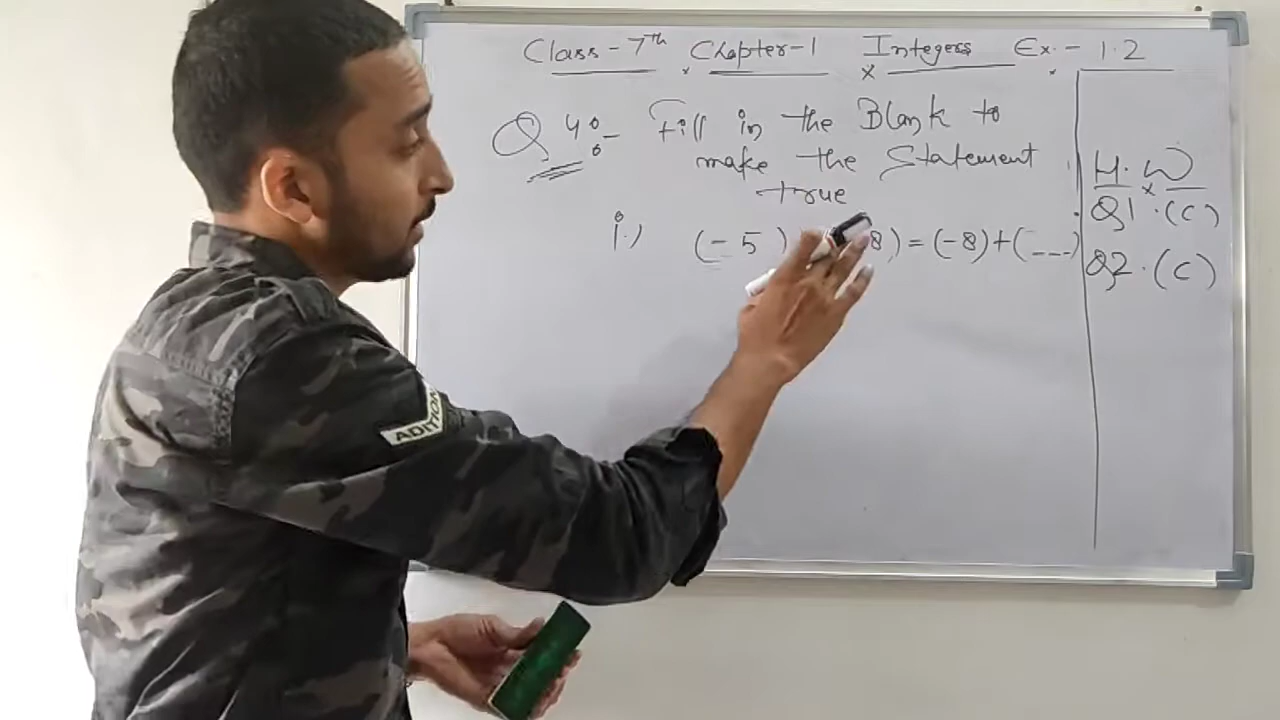 Class-7th Chapter-1 Integers Ex.- 1.2
Q 4:- Fill in the Blank to
make the Statement
true
i.) (-5) 8) = (-8)+(---)
H.W
Q1.(C)
Q2.(C)
ADITION